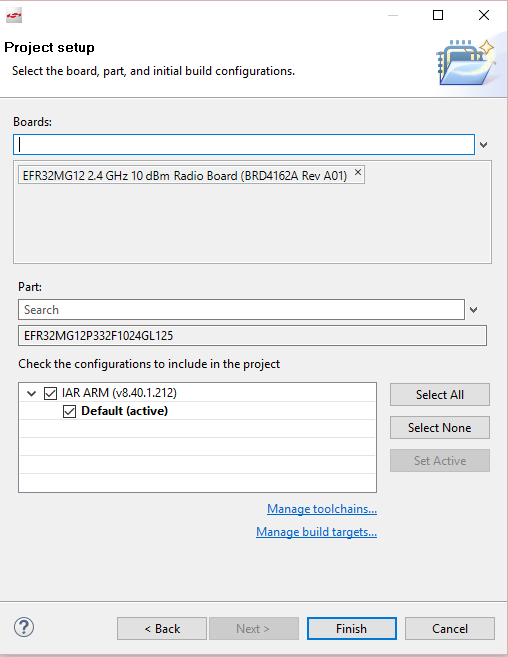 Project setup
Select the board, part, and initial build configurations.
Boards:
EFR32MG12 2.4 GHz 10 dBm Radio Board (BRD4162A Rev A01) ×
Part:
Search
EFR32MG12P332F1024GL125
Check the configurations to include in the project
IAR ARM (v8.40.1.212)
Select All
Default (active)
Select None
Set Active
Manage toolchains...
Manage build targets...
? < Back Next > Finish Cancel